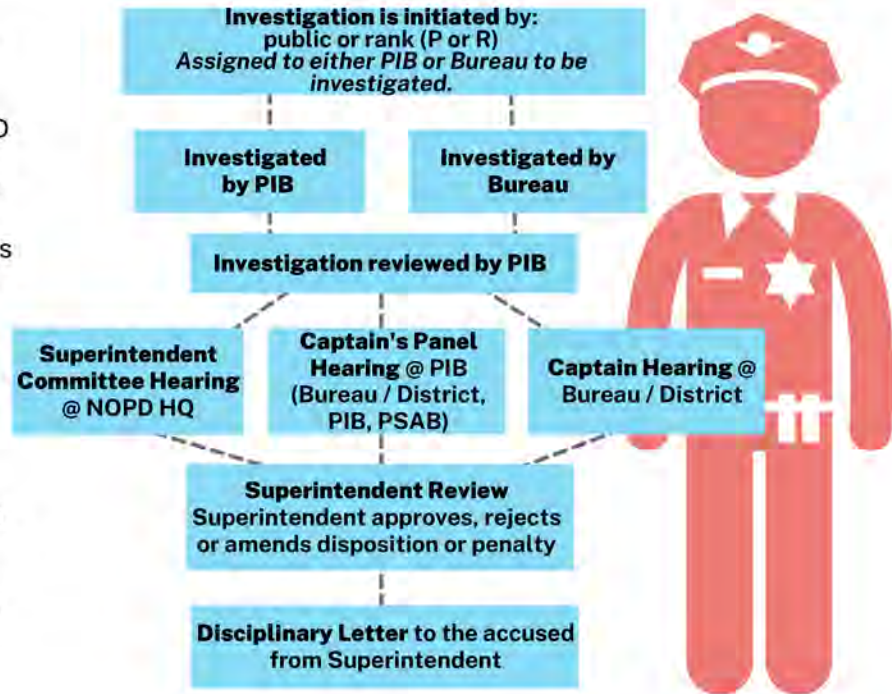 Investigation is initiated by:
public or rank (P or R)
Assigned to either PIB or Bureau to be
investigated.
Investigated
by PIB
Investigated by
Bureau
Investigation reviewed by PIB
Superintendent
Committee Hearing
@ NOPD HQ
Captain's Panel
Hearing @ PIB
(Bureau / District,
PIB, PSAB)
Captain Hearing @
Bureau / District
Superintendent Review
Superintendent approves, rejects
or amends disposition or penalty
Disciplinary Letter to the accused
from Superintendent